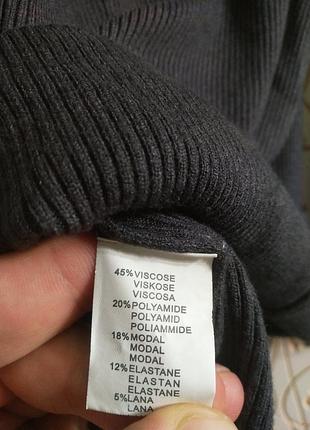 45%VISCOSE
VISKOSE
VISCOSA
20%POLYAMIDE
POLYAMID
POLIAMMIDE
18%MODAL
MODAL
MODAL
12%ELASTANE
ELASTAN
ELASTANE
5%LANA
LANA